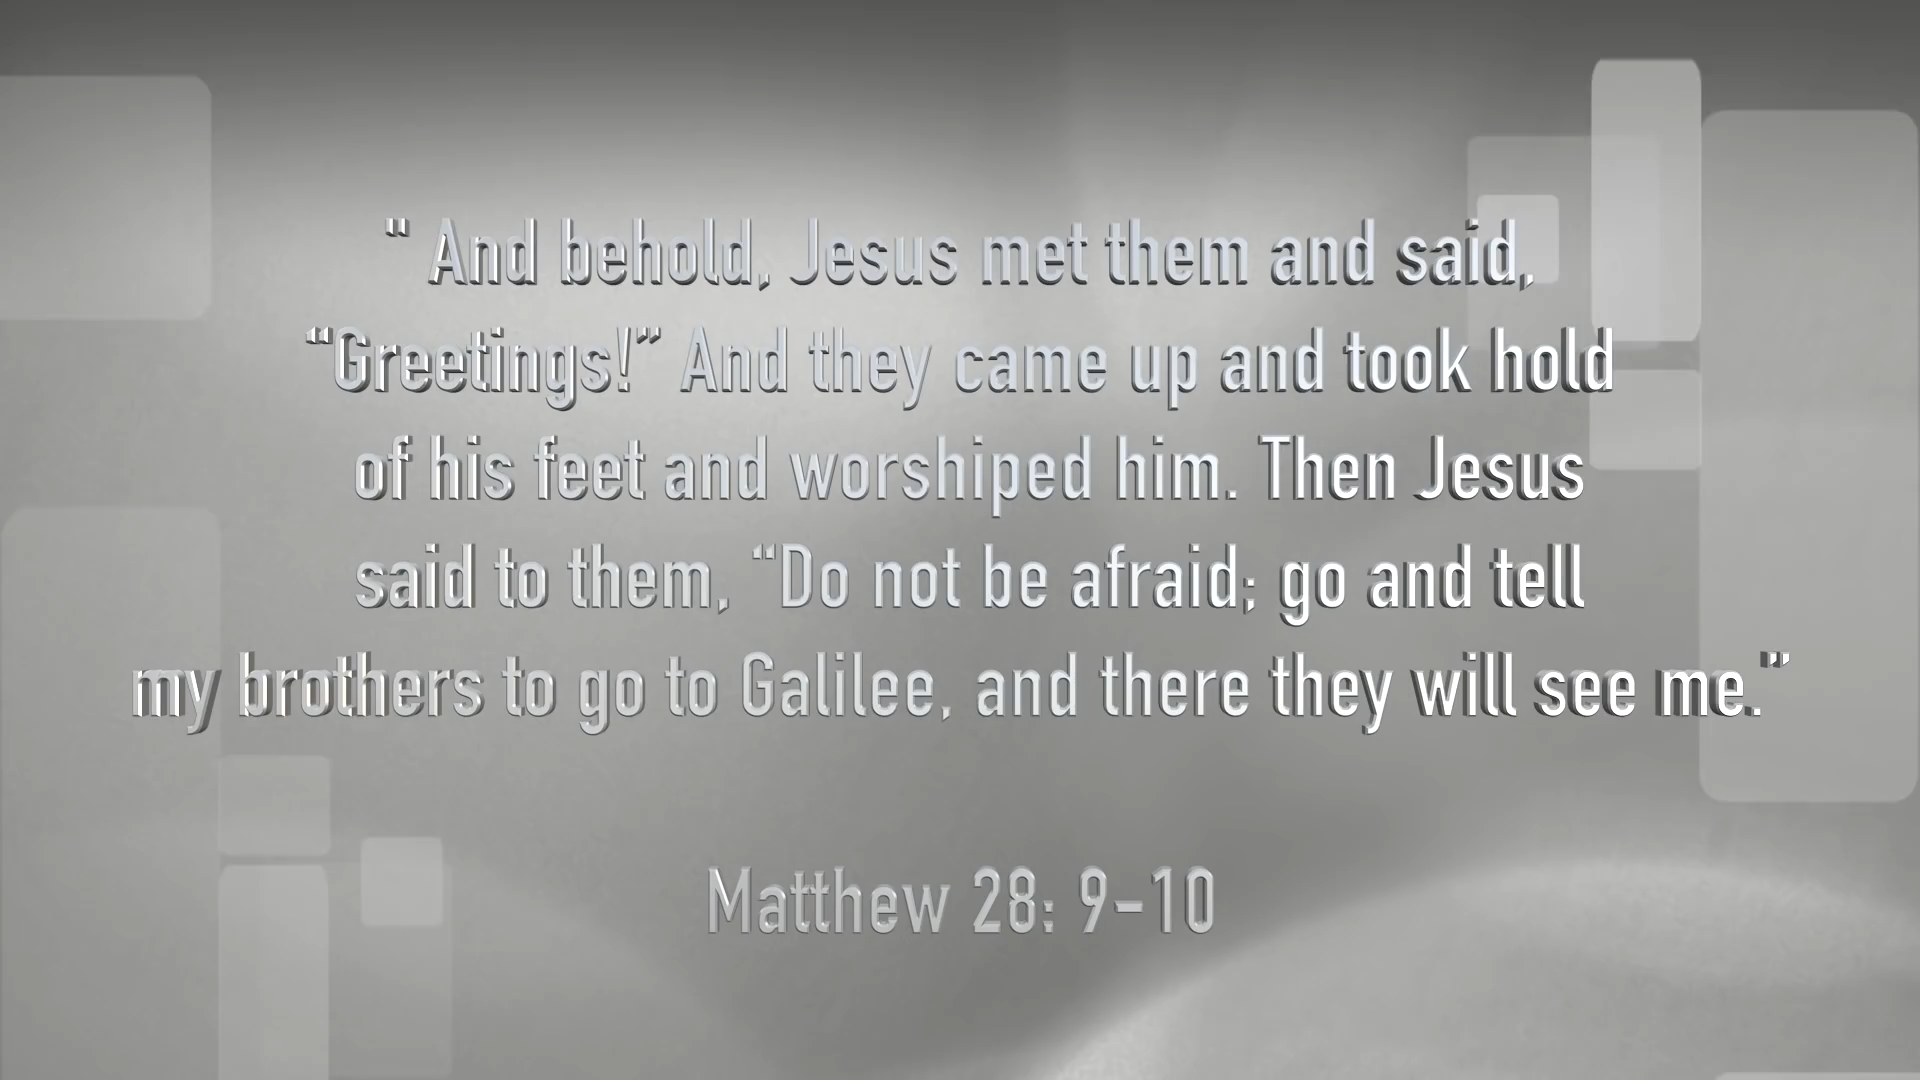 " And behold, Jesus met them and said,
“Greetings!” And they came up and took hold
of his feet and worshiped him. Then Jesus
said to them, “Do not be afraid; go and tell
my brothers to go to Galilee, and there they will see me.”
Matthew 28: 9-10